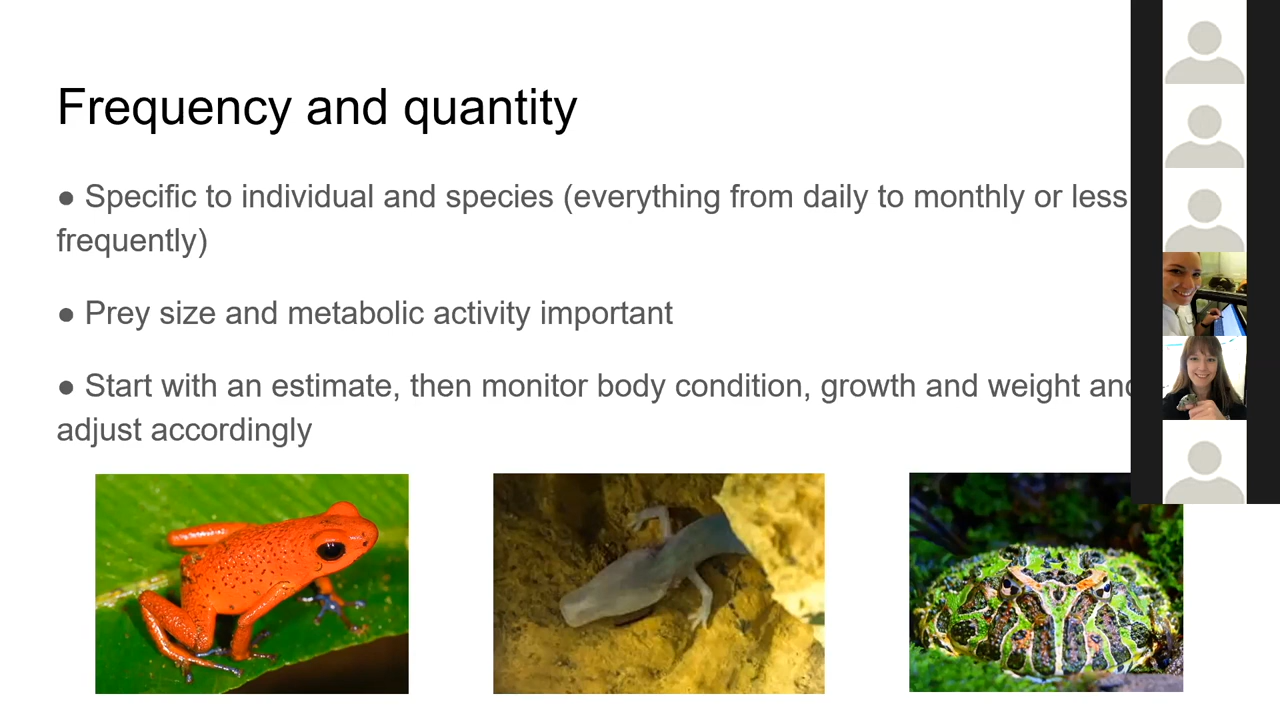 Frequency and quantity
● Specific to individual and species (everything from daily to monthly or less
frequently)
● Prey size and metabolic activity important
● Start with an estimate, then monitor body condition, growth and weight and
adjust accordingly